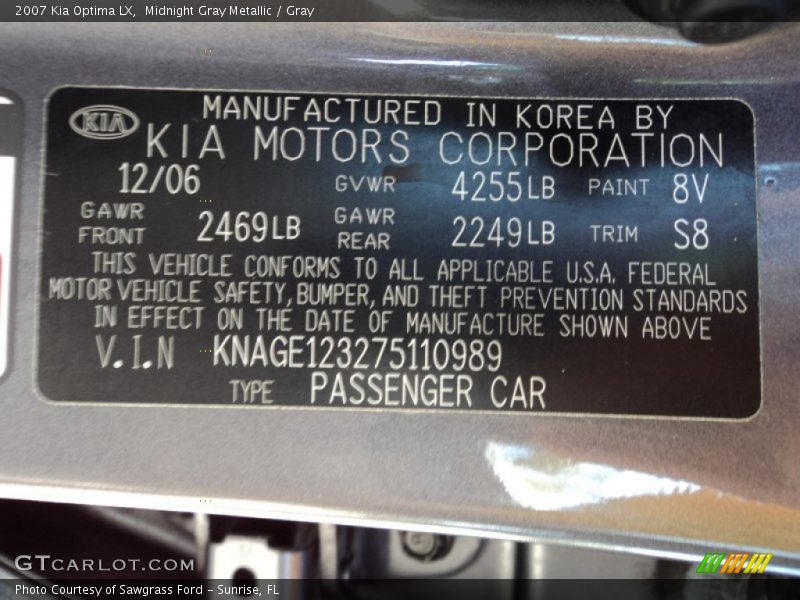 2007 Kia Optima LX,  Midnight Gray Metallic / Gray
KIA MANUFACTURED IN KOREA BY
KIA MOTORS CORPORATION
12/06 GVWR 4255LB PAINT 8V
GAWR FRONT 2469LB GAWR REAR 2249LB TRIM S8
THIS VEHICLE CONFORMS TO ALL APPLICABLE U.S.A. FEDERAL
MOTOR VEHICLE SAFETY, BUMPER, AND THEFT PREVENTION STANDARDS
IN EFFECT ON THE DATE OF MANUFACTURE SHOWN ABOVE
V.I.N KNAGE123275110989
TYPE PASSENGER CAR
GTCARLOT.COM
Photo Courtesy of Sawgrass Ford - Sunrise, FL